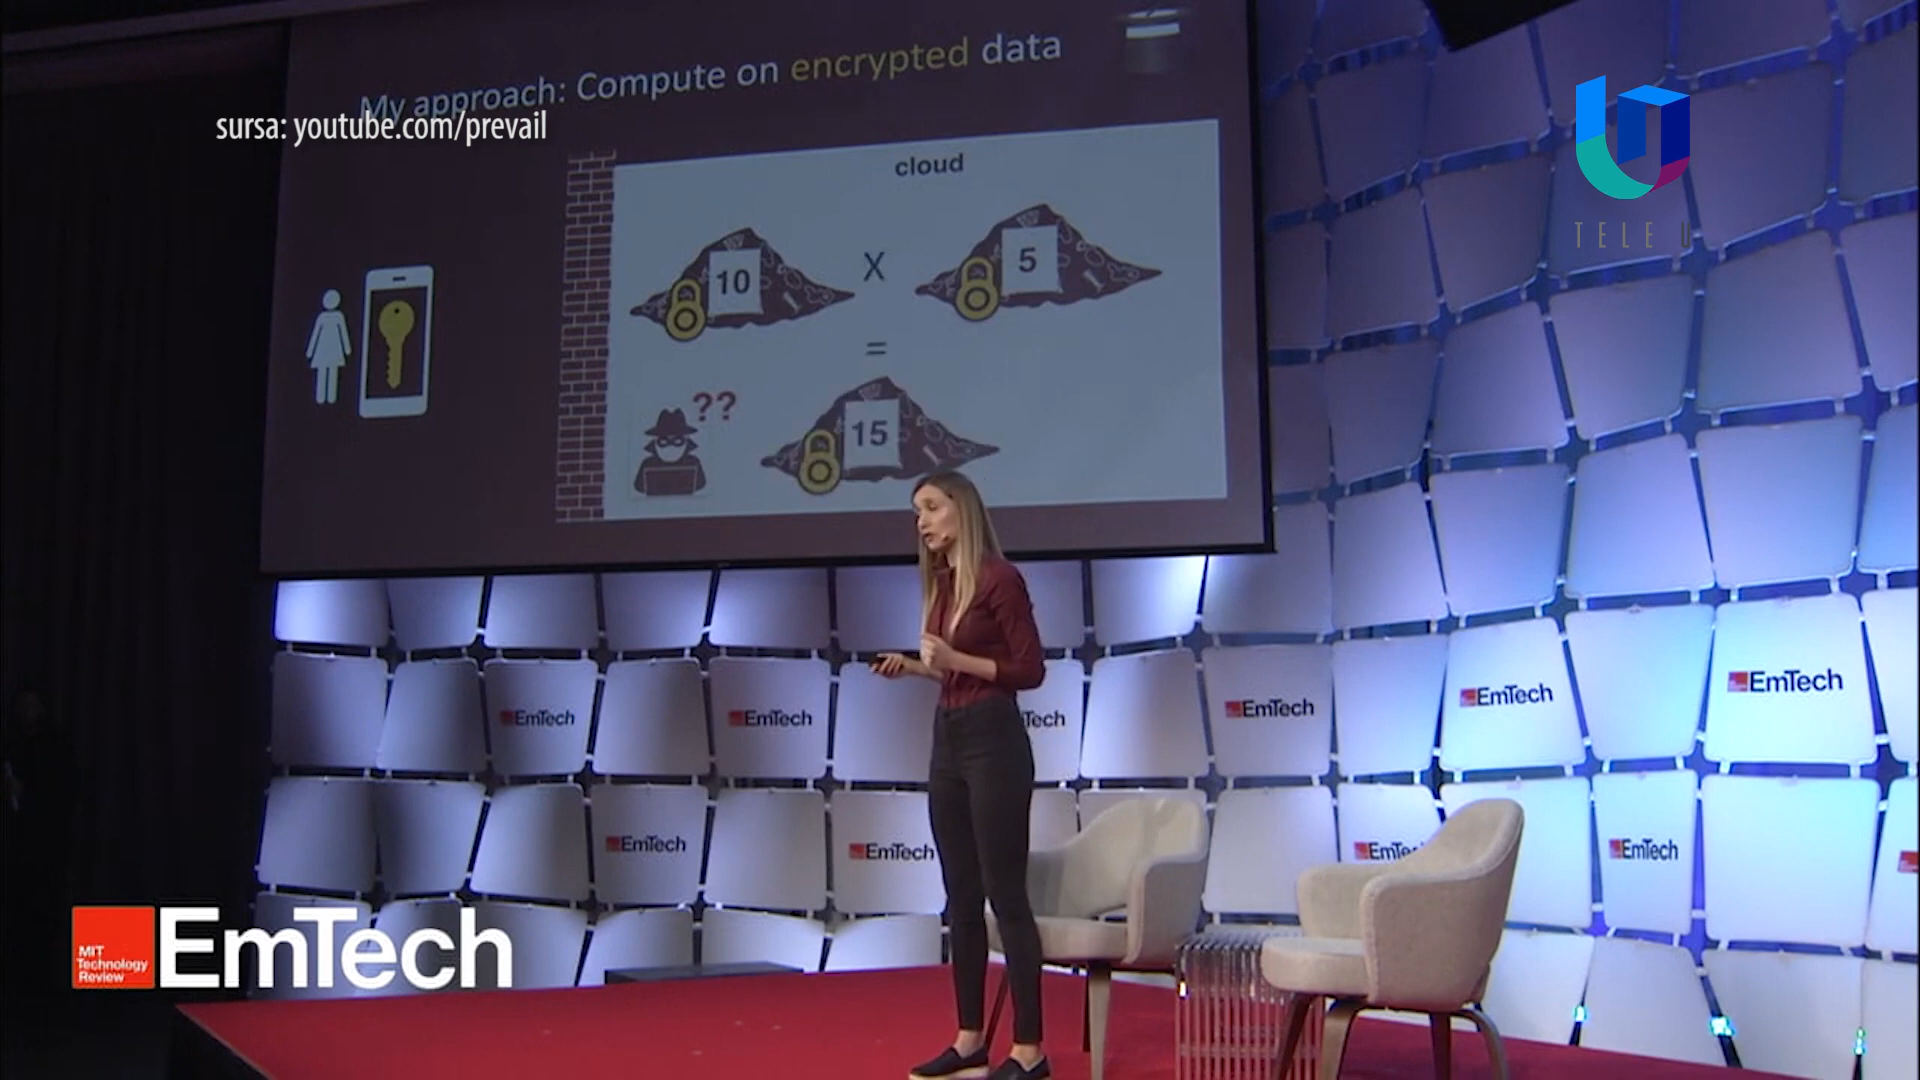 My approach: Compute on encrypted data
sursa: youtube.com/prevail
cloud
10 X 5
=
??
15
TELE U
EmTech
EmTech
Tech
EmTech
EmTech
EmTech
EmTech
EmTech
EmTech
EmTech
MIT
Technology
Review
EmTech